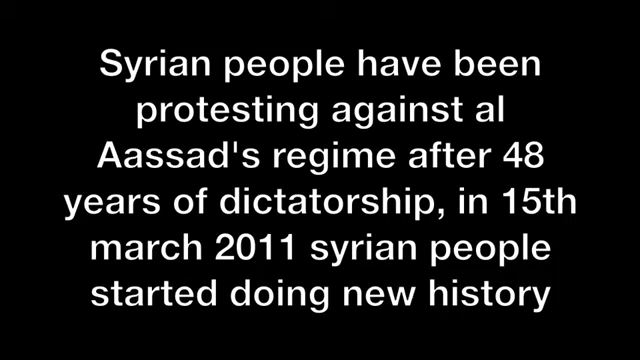 Syrian people have been
protesting against al
Aassad's regime after 48
years of dictatorship, in 15th
march 2011 syrian people
started doing new history